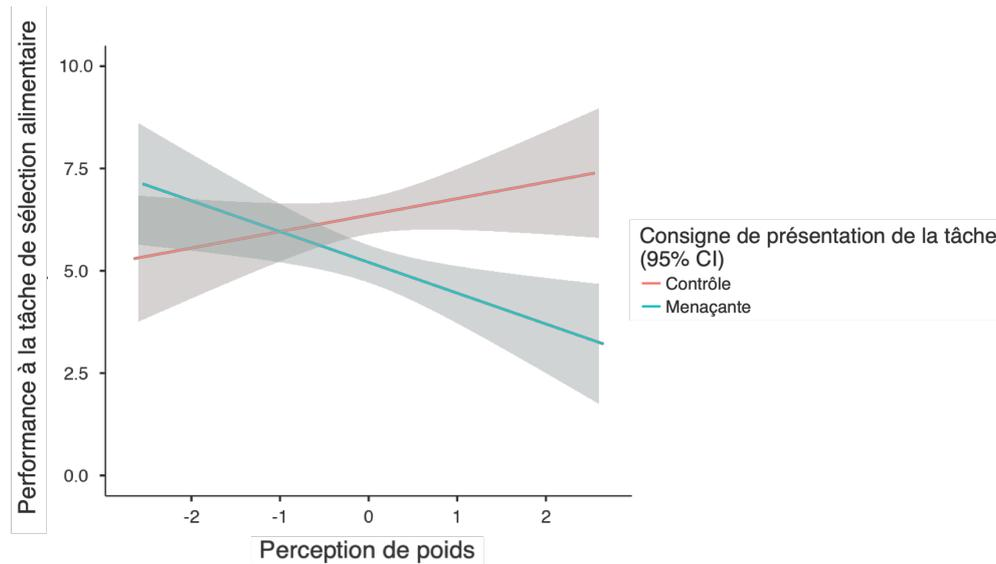 Performance à la tâche de sélection alimentaire
10.0
7.5
5.0
2.5
0.0
-2 -1 0 1 2
Perception de poids
Consigne de présentation de la tâche
(95% CI)
Contrôle
Menaçante